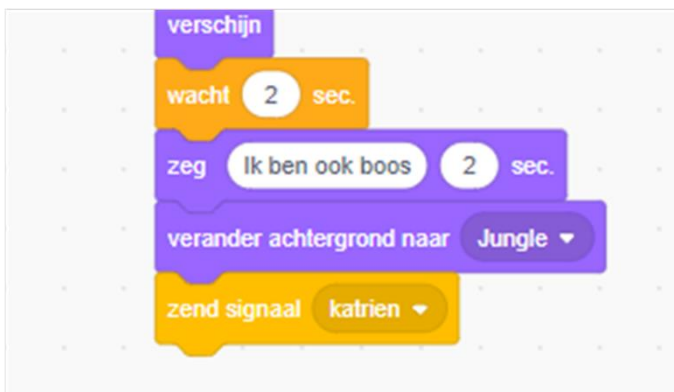 verschijn
wacht 2 sec.
zeg Ik ben ook boos 2 sec.
verander achtergrond naar Jungle
zend signaal katrien